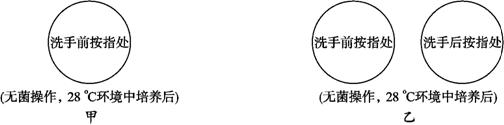 洗手前按指处 洗手前按指处 洗手后按指处
(无菌操作，28 ℃环境中培养后) (无菌操作，28 ℃环境中培养后)
甲 乙